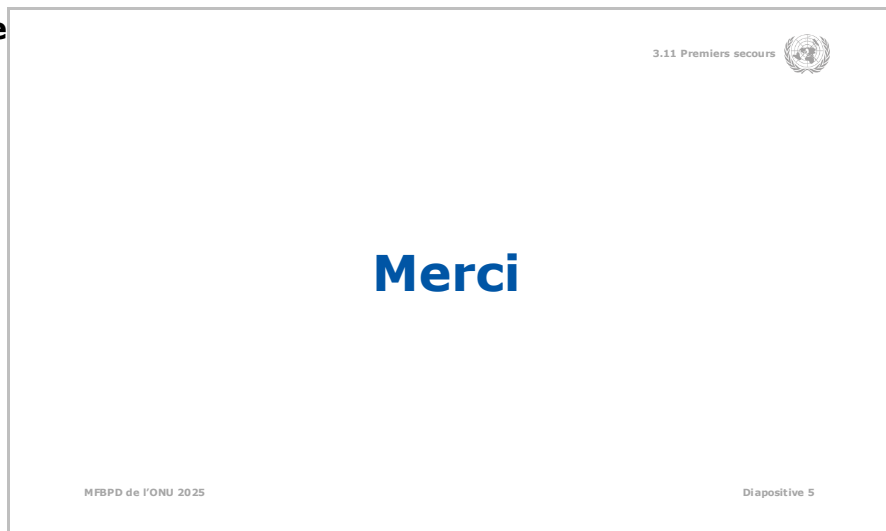 e
3.11 Premiers secours
Merci
MFBPD de l’ONU 2025
Diapositive 5